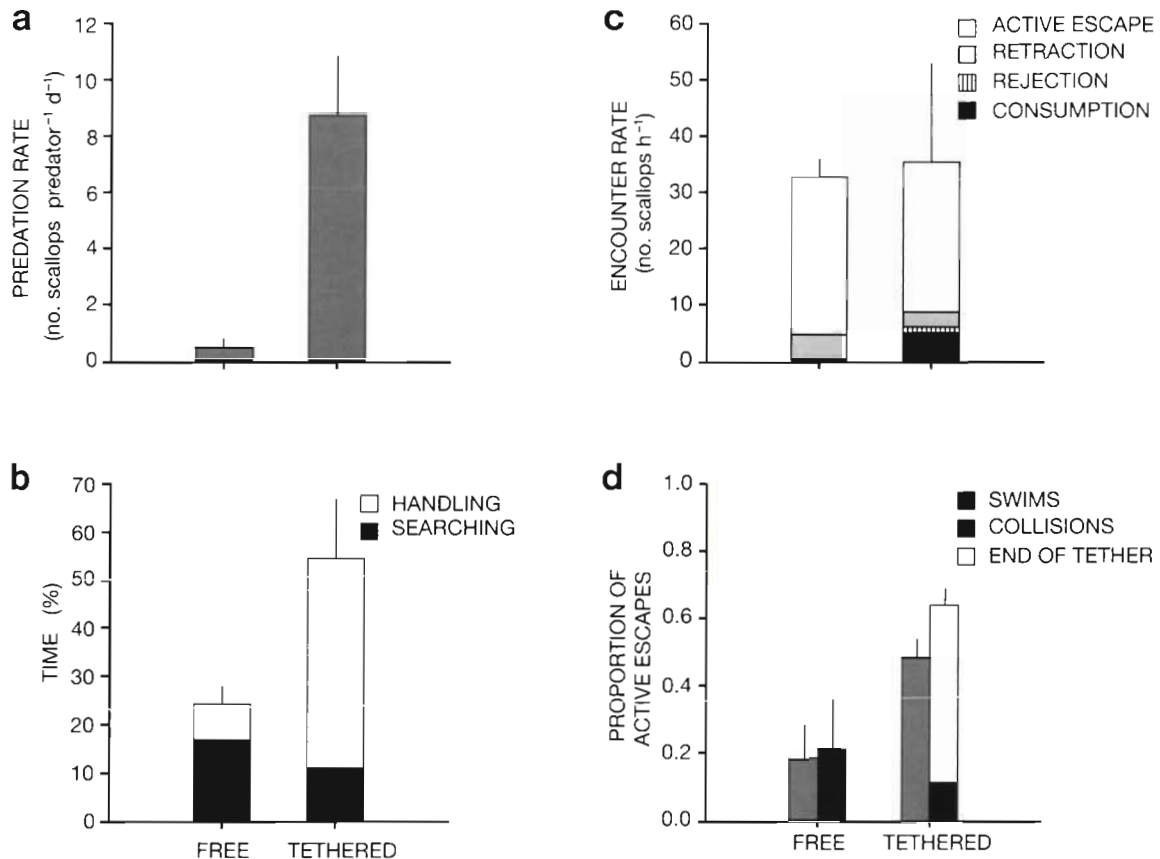 a
PREDATION RATE
(no. scallops predator⁻¹ d⁻¹)
12
10
8
6
4
2
0
c
ENCOUNTER RATE
(no. scallops h⁻¹)
60
50
40
30
20
10
0
ACTIVE ESCAPE
RETRACTION
REJECTION
CONSUMPTION
b
TIME (%)
70
60
50
40
30
20
10
0
HANDLING
SEARCHING
FREE TETHERED
d
PROPORTION OF
ACTIVE ESCAPES
1.0
0.8
0.6
0.4
0.2
0.0
SWIMS
COLLISIONS
END OF TETHER
FREE TETHERED